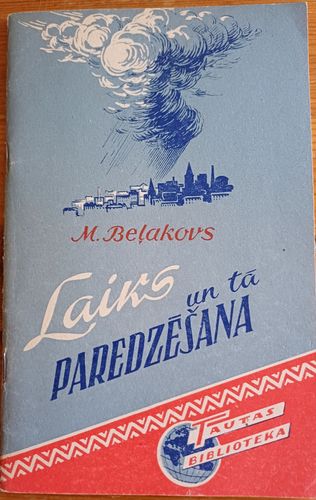 M. Beļakovs
Laiks
un tā
PAREDZĒŠANA
TAUTAS
BIBLIOTEKA